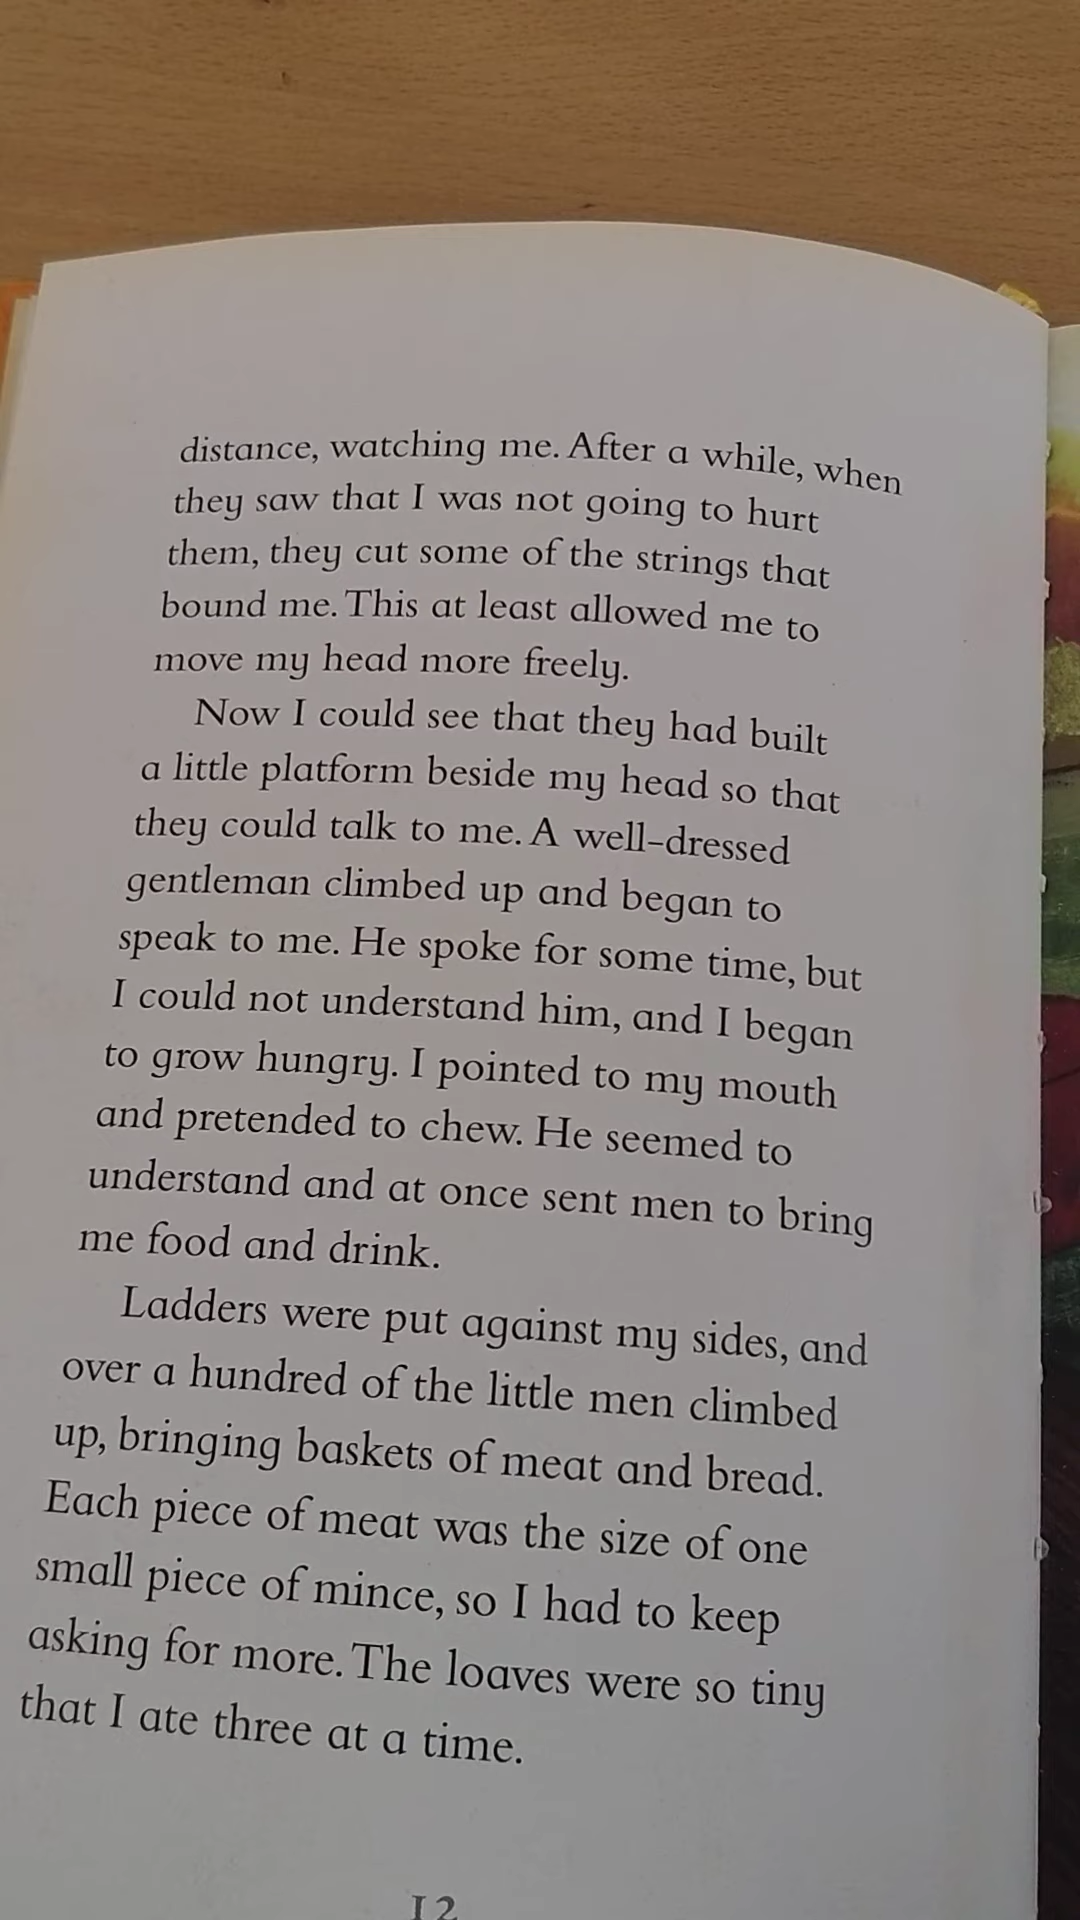 distance, watching me. After a while, when
they saw that I was not going to hurt
them, they cut some of the strings that
bound me. This at least allowed me to
move my head more freely.
Now I could see that they had built
a little platform beside my head so that
they could talk to me. A well-dressed
gentleman climbed up and began to
speak to me. He spoke for some time, but
I could not understand him, and I began
to grow hungry. I pointed to my mouth
and pretended to chew. He seemed to
understand and at once sent men to bring
me food and drink.
Ladders were put against my sides, and
over a hundred of the little men climbed
up, bringing baskets of meat and bread.
Each piece of meat was the size of one
small piece of mince, so I had to keep
asking for more. The loaves were so tiny
that I ate three at a time.
12